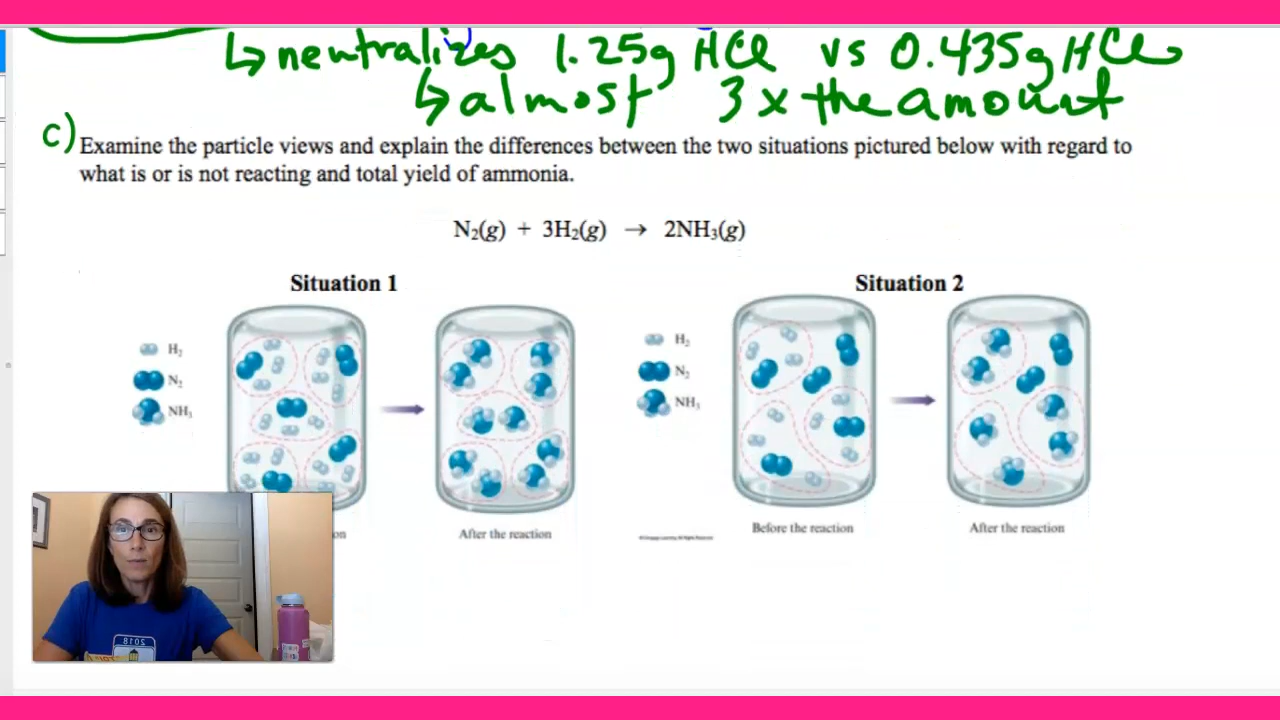 ↳ neutralizes 1.25g HCl vs 0.435g HCl
↳ almost 3x the amount
c) Examine the particle views and explain the differences between the two situations pictured below with regard to
what is or is not reacting and total yield of ammonia.
N₂(g) + 3H₂(g) → 2NH₃(g)
Situation 1
Situation 2
H₂
N₂
NH₃
H₂
N₂
NH₃
on
After the reaction
Before the reaction
After the reaction
2018